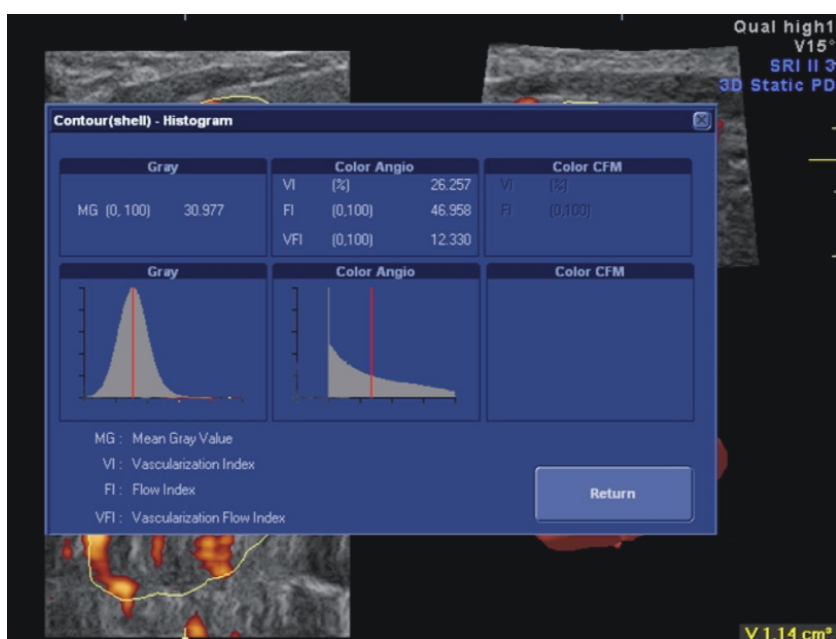 Qual high1
V15°
SRI II 3
3D Static PD
Contour(shell) - Histogram
Gray
MG (0, 100) 30.977
Color Angio
VI (%) 26.257
FI (0,100) 46.958
VFI (0,100) 12.330
Color CFM
VI (%)
FI (0,100)
Gray
Color Angio
Color CFM
MG : Mean Gray Value
VI : Vascularization Index
FI : Flow Index
VFI : Vascularization Flow Index
Return
V 1.14 cm³